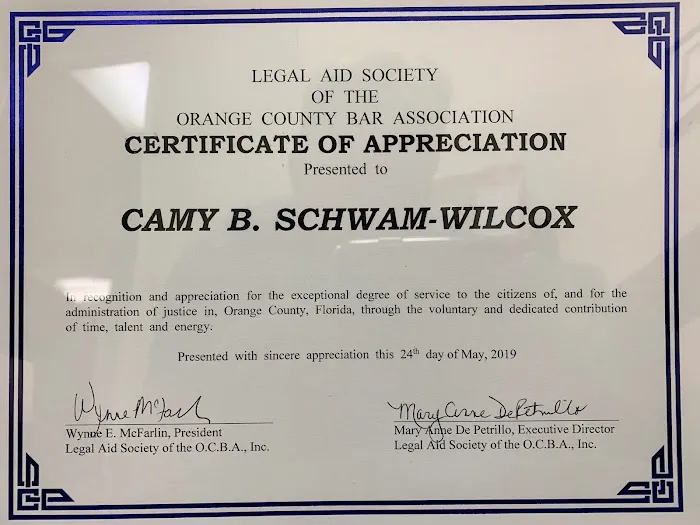 LEGAL AID SOCIETY
OF THE
ORANGE COUNTY BAR ASSOCIATION
CERTIFICATE OF APPRECIATION
Presented to
CAMY B. SCHWAM-WILCOX
In recognition and appreciation for the exceptional degree of service to the citizens of, and for the
administration of justice in, Orange County, Florida, through the voluntary and dedicated contribution
of time, talent and energy.
Presented with sincere appreciation this 24th day of May, 2019
Wynne McFarl
Mary Anne De Petrillo
Wynne E. McFarlin, President
Mary Anne De Petrillo, Executive Director
Legal Aid Society of the O.C.B.A., Inc.
Legal Aid Society of the O.C.B.A., Inc.